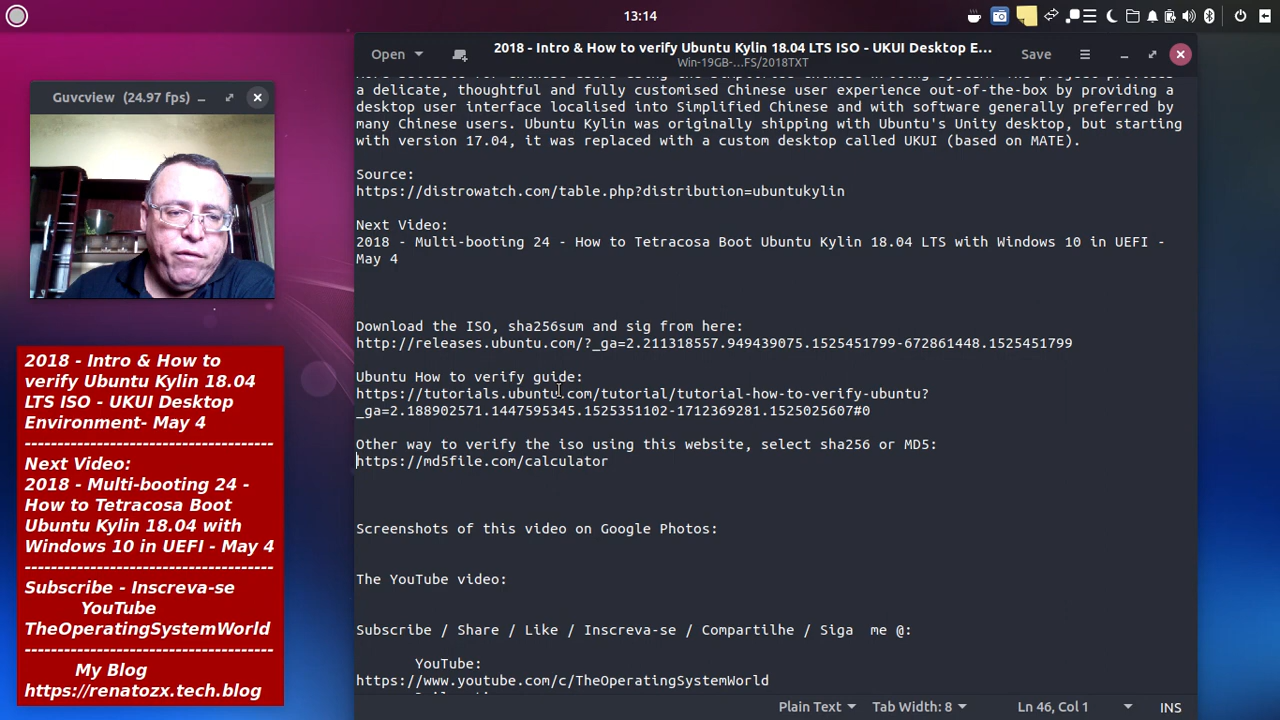 13:14
Guvcview (24.97 fps)
Open
2018 - Intro & How to verify Ubuntu Kylin 18.04 LTS ISO - UKUI Desktop E...
Win-19GB-...FS/2018TXT
Save
a delicate, thoughtful and fully customised Chinese user experience out-of-the-box by providing a
desktop user interface localised into Simplified Chinese and with software generally preferred by
many Chinese users. Ubuntu Kylin was originally shipping with Ubuntu's Unity desktop, but starting
with version 17.04, it was replaced with a custom desktop called UKUI (based on MATE).
Source:
https://distrowatch.com/table.php?distribution=ubuntukylin
Next Video:
2018 - Multi-booting 24 - How to Tetracosa Boot Ubuntu Kylin 18.04 LTS with Windows 10 in UEFI -
May 4
Download the ISO, sha256sum and sig from here:
http://releases.ubuntu.com/?_ga=2.211318557.949439075.1525451799-672861448.1525451799
Ubuntu How to verify guide:
https://tutorials.ubuntu.com/tutorial/tutorial-how-to-verify-ubuntu?
_ga=2.188902571.1447595345.1525351102-1712369281.1525025607#0
Other way to verify the iso using this website, select sha256 or MD5:
https://md5file.com/calculator
Screenshots of this video on Google Photos:
The YouTube video:
Subscribe / Share / Like / Inscreva-se / Compartilhe / Siga  me @:
YouTube:
https://www.youtube.com/c/TheOperatingSystemWorld
Plain Text
Tab Width: 8
Ln 46, Col 1
INS
2018 - Intro & How to
verify Ubuntu Kylin 18.04
LTS ISO - UKUI Desktop
Environment- May 4
--------------------------------------
Next Video:
2018 - Multi-booting 24 -
How to Tetracosa Boot
Ubuntu Kylin 18.04 with
Windows 10 in UEFI - May 4
--------------------------------------
Subscribe - Inscreva-se
YouTube
TheOperatingSystemWorld
--------------------------------------
My Blog
https://renatozx.tech.blog